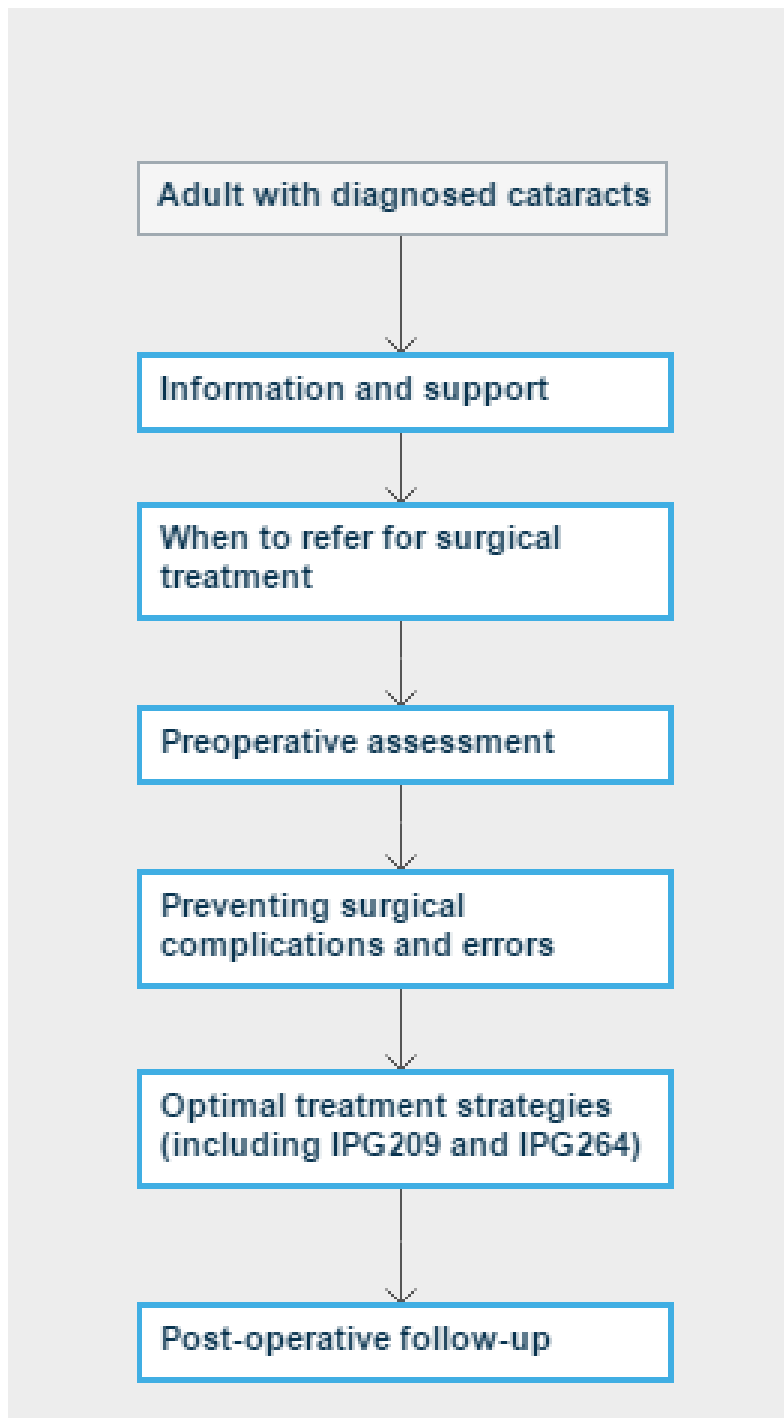 Adult with diagnosed cataracts
Information and support
When to refer for surgical
treatment
Preoperative assessment
Preventing surgical
complications and errors
Optimal treatment strategies
(including IPG209 and IPG264)
Post-operative follow-up